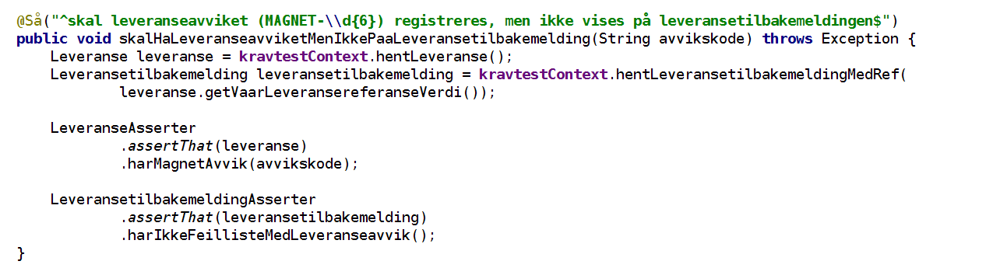 @Så("^skal leveranseavviket (MAGNET-\\d{6}) registreres, men ikke vises på leveransetilbakemeldingen$")
public void skalHaLeveranseavviketMenIkkePaaLeveransetilbakemelding(String avvikskode) throws Exception {
    Leveranse leveranse = kravtestContext.hentLeveranse();
    Leveransetilbakemelding leveransetilbakemelding = kravtestContext.hentLeveransetilbakemeldingMedRef(
            leveranse.getVaarLeveransereferanseVerdi());

    LeveranseAsserter
            .assertThat(leveranse)
            .harMagnetAvvik(avvikskode);

    LeveransetilbakemeldingAsserter
            .assertThat(leveransetilbakemelding)
            .harIkkeFeillisteMedLeveranseavvik();
}